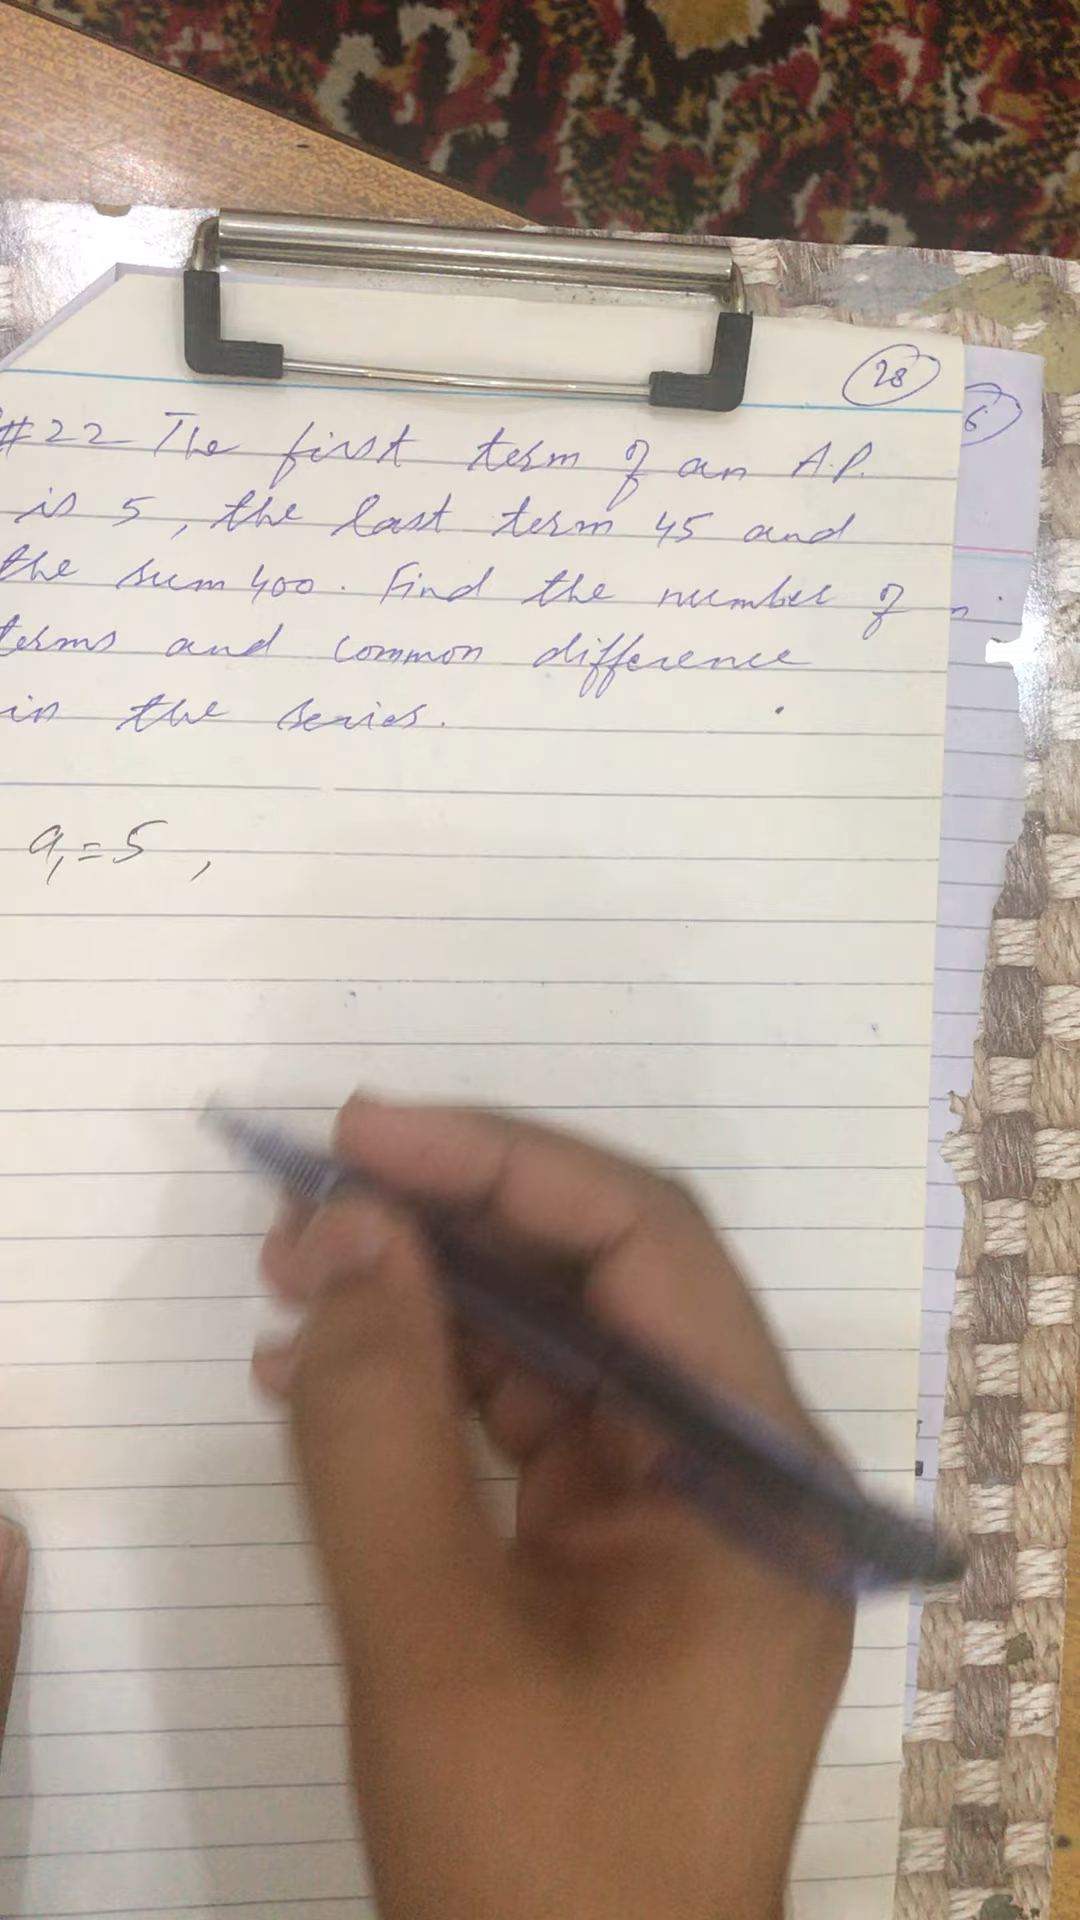 28
6
#22 The first term of an A.P.
is 5, the last term 45 and
the sum 400. Find the number of
terms and common difference
in the series.
a₁ = 5,